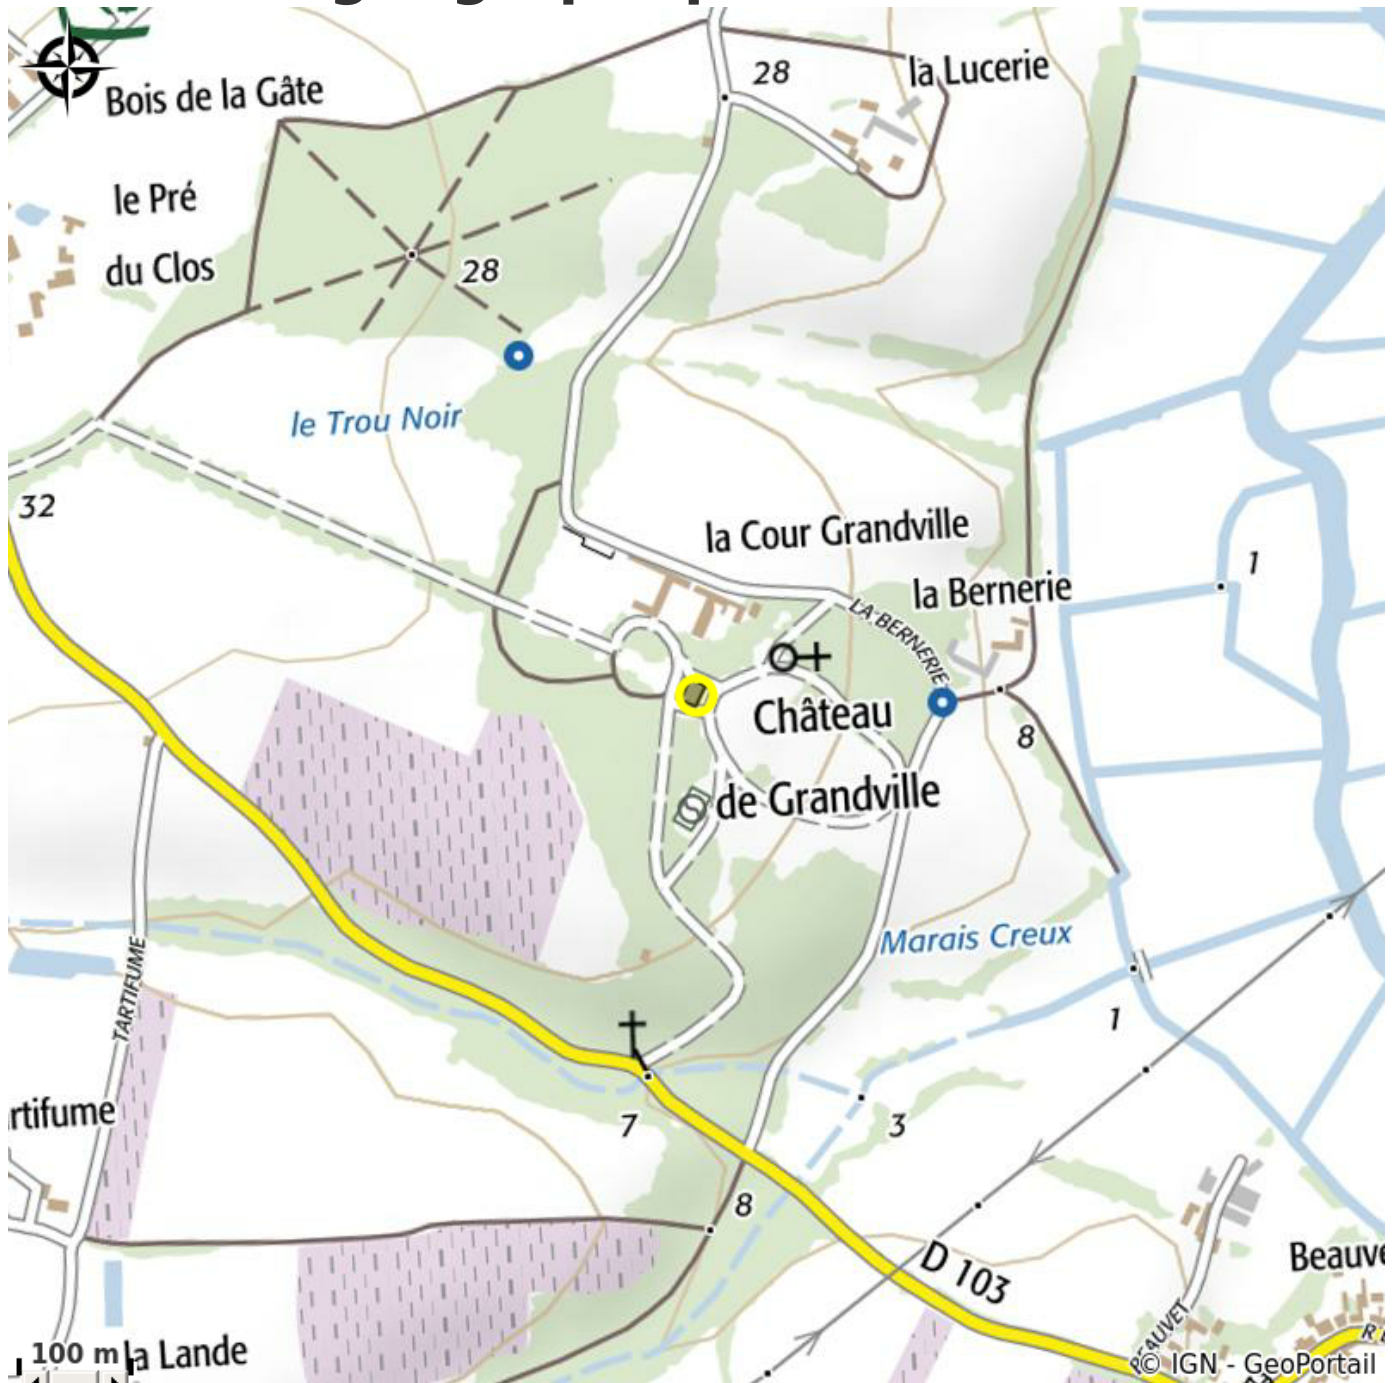 Bois de la Gâte
28
la Lucerie
le Pré
du Clos
28
le Trou Noir
32
la Cour Grandville
1
la Bernerie
LA BERNERIE
Château
8
de Grandville
Marais Creux
TARTIFUME
1
rtifume
7
3
8
D 103
Beauve
BEAUVET
100 m
la Lande
© IGN - GeoPortail